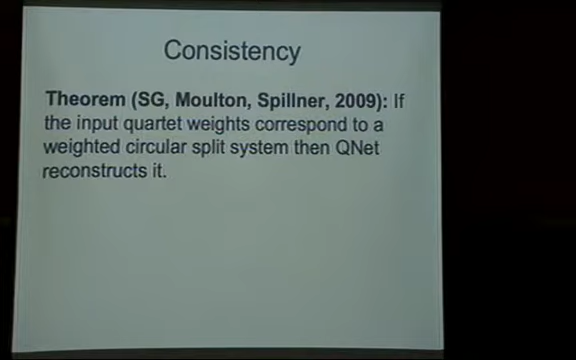 Consistency
Theorem (SG, Moulton, Spillner, 2009): If
the input quartet weights correspond to a
weighted circular split system then QNet
reconstructs it.